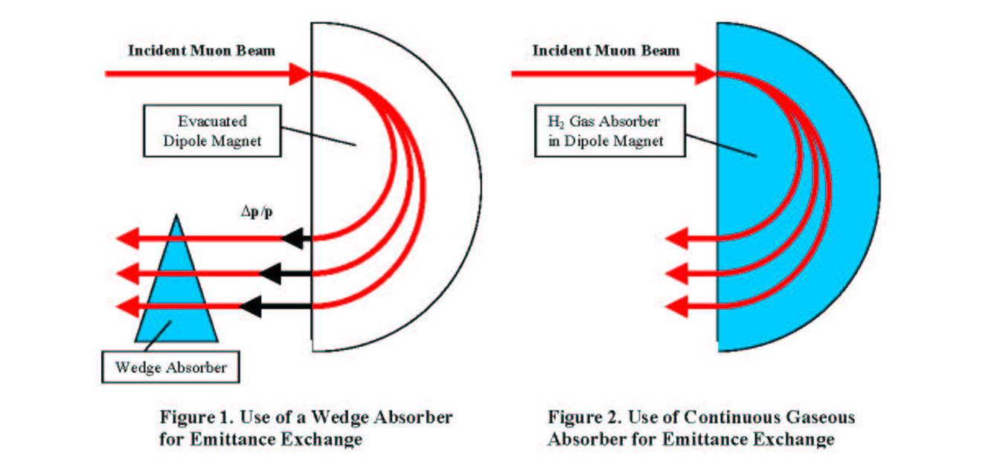 Incident Muon Beam
Evacuated
Dipole Magnet
Δp/p
Wedge Absorber
Figure 1. Use of a Wedge Absorber
for Emittance Exchange
Incident Muon Beam
H₂ Gas Absorber
in Dipole Magnet
Figure 2. Use of Continuous Gaseous
Absorber for Emittance Exchange